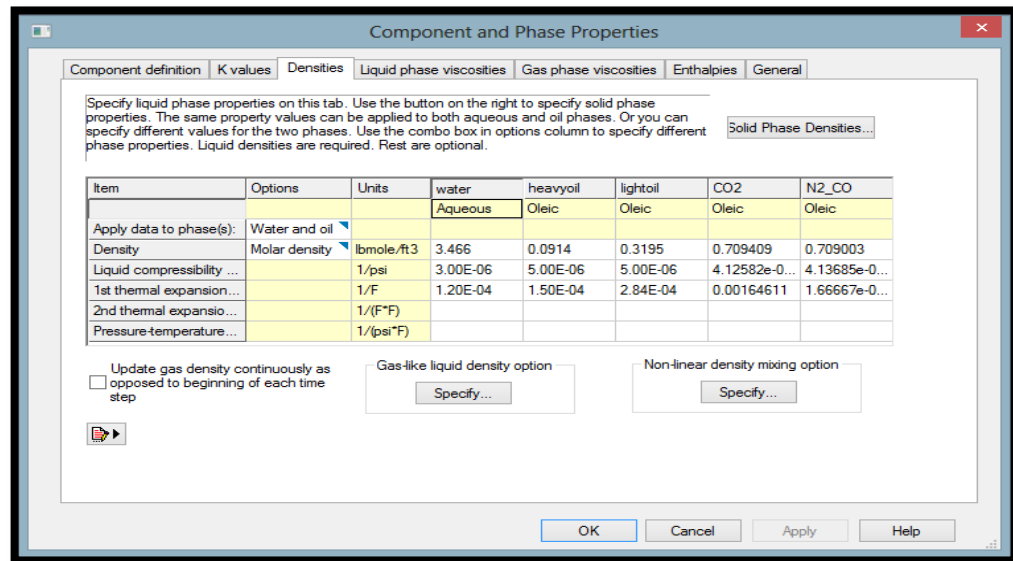 Component and Phase Properties
Component definition K values Densities Liquid phase viscosities Gas phase viscosities Enthalpies General
Specify liquid phase properties on this tab. Use the button on the right to specify solid phase
properties. The same property values can be applied to both aqueous and oil phases. Or you can
specify different values for the two phases. Use the combo box in options column to specify different
phase properties. Liquid densities are required. Rest are optional.
Solid Phase Densities...
Item Options Units water heavyoil lightoil CO2 N2_CO
Aqueous Oleic Oleic Oleic Oleic
Apply data to phase(s): Water and oil
Density Molar density lbmole/ft3 3.466 0.0914 0.3195 0.709409 0.709003
Liquid compressibility ... 1/psi 3.00E-06 5.00E-06 5.00E-06 4.12582e-0... 4.13685e-0...
1st thermal expansion... 1/F 1.20E-04 1.50E-04 2.84E-04 0.00164611 1.66667e-0...
2nd thermal expansio... 1/(F*F)
Pressure-temperature... 1/(psi*F)
Update gas density continuously as
opposed to beginning of each time
step
Gas-like liquid density option
Specify...
Non-linear density mixing option
Specify...
OK Cancel Apply Help